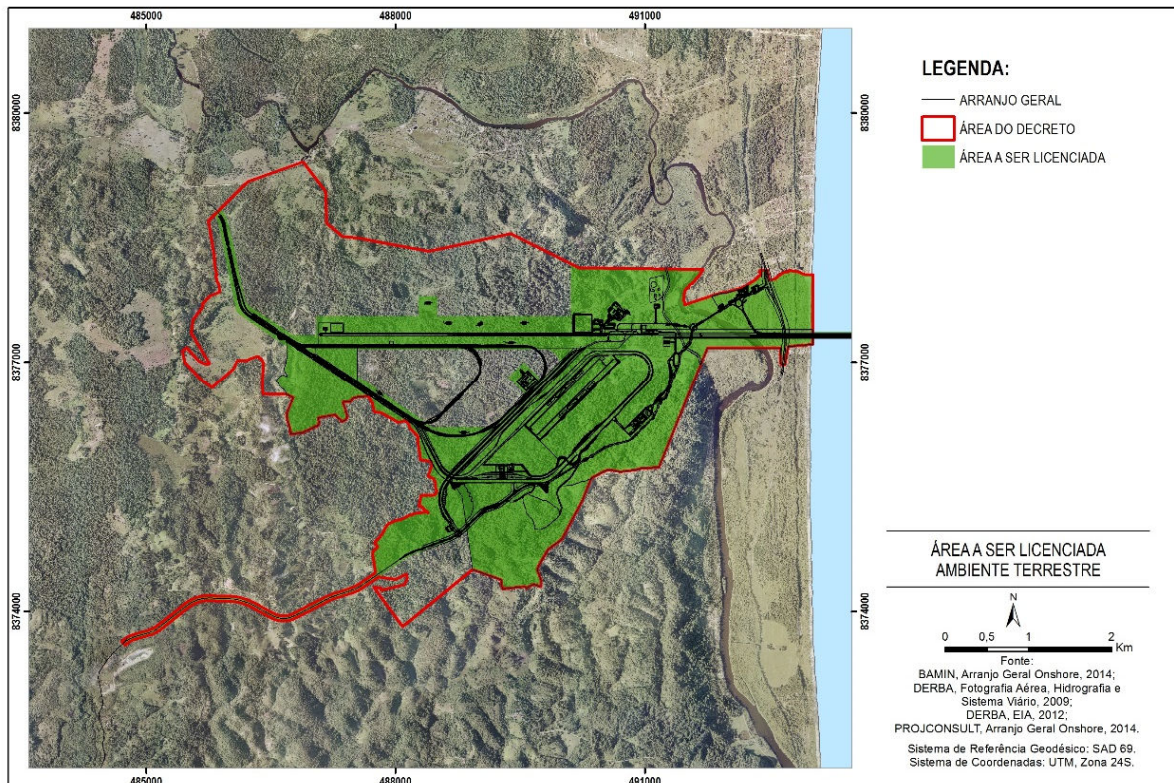 485000
488000
491000
8380000
8380000
8377000
8377000
8374000
8374000
485000
488000
491000
LEGENDA:
ARRANJO GERAL
ÁREA DO DECRETO
ÁREA A SER LICENCIADA
ÁREA A SER LICENCIADA
AMBIENTE TERRESTRE
N
0 0,5 1 2
Km
Fonte:
BAMIN, Arranjo Geral Onshore, 2014;
DERBA, Fotografia Aérea, Hidrografia e
Sistema Viário, 2009;
DERBA, EIA, 2012;
PROJCONSULT, Arranjo Geral Onshore, 2014.
Sistema de Referência Geodésico: SAD 69.
Sistema de Coordenadas: UTM, Zona 24S.